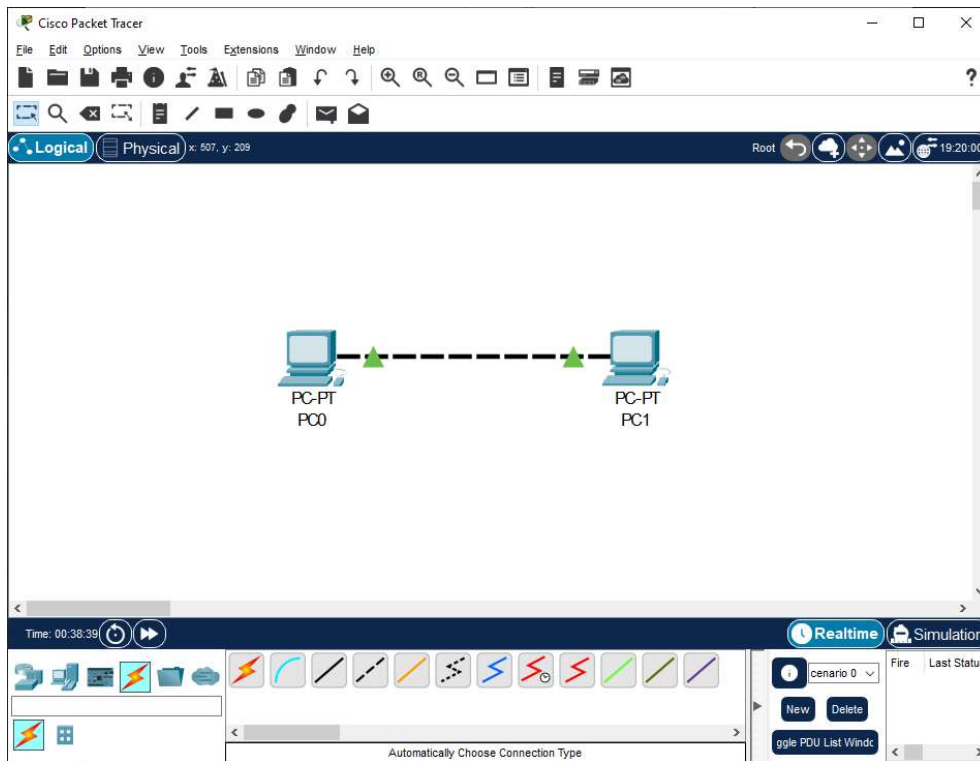 Cisco Packet Tracer
File Edit Options View Tools Extensions Window Help
?
Logical Physical x: 507, y: 209 Root 19:20:00
PC-PT
PC0
PC-PT
PC1
Time: 00:38:39 Realtime Simulation
cenario 0 Fire Last Statu
New Delete
ggle PDU List Windo
Automatically Choose Connection Type